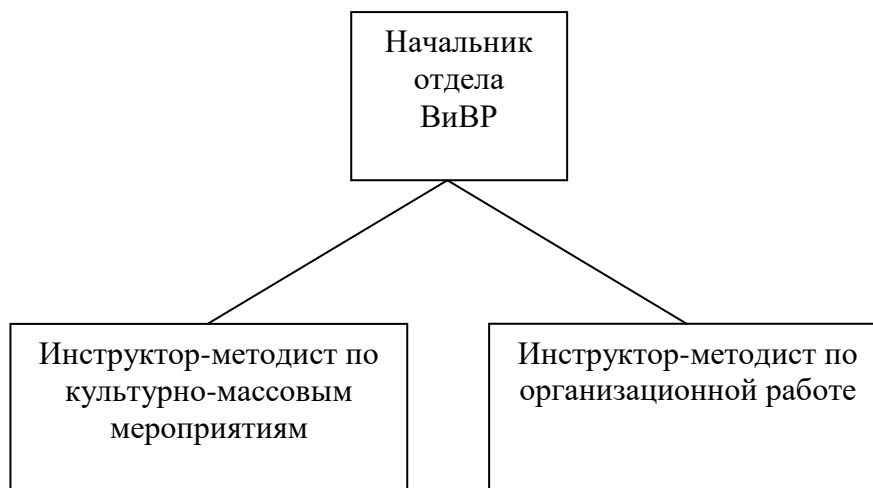 Начальник
отдела
ВиВР
Инструктор-методист по
культурно-массовым
мероприятиям
Инструктор-методист по
организационной работе